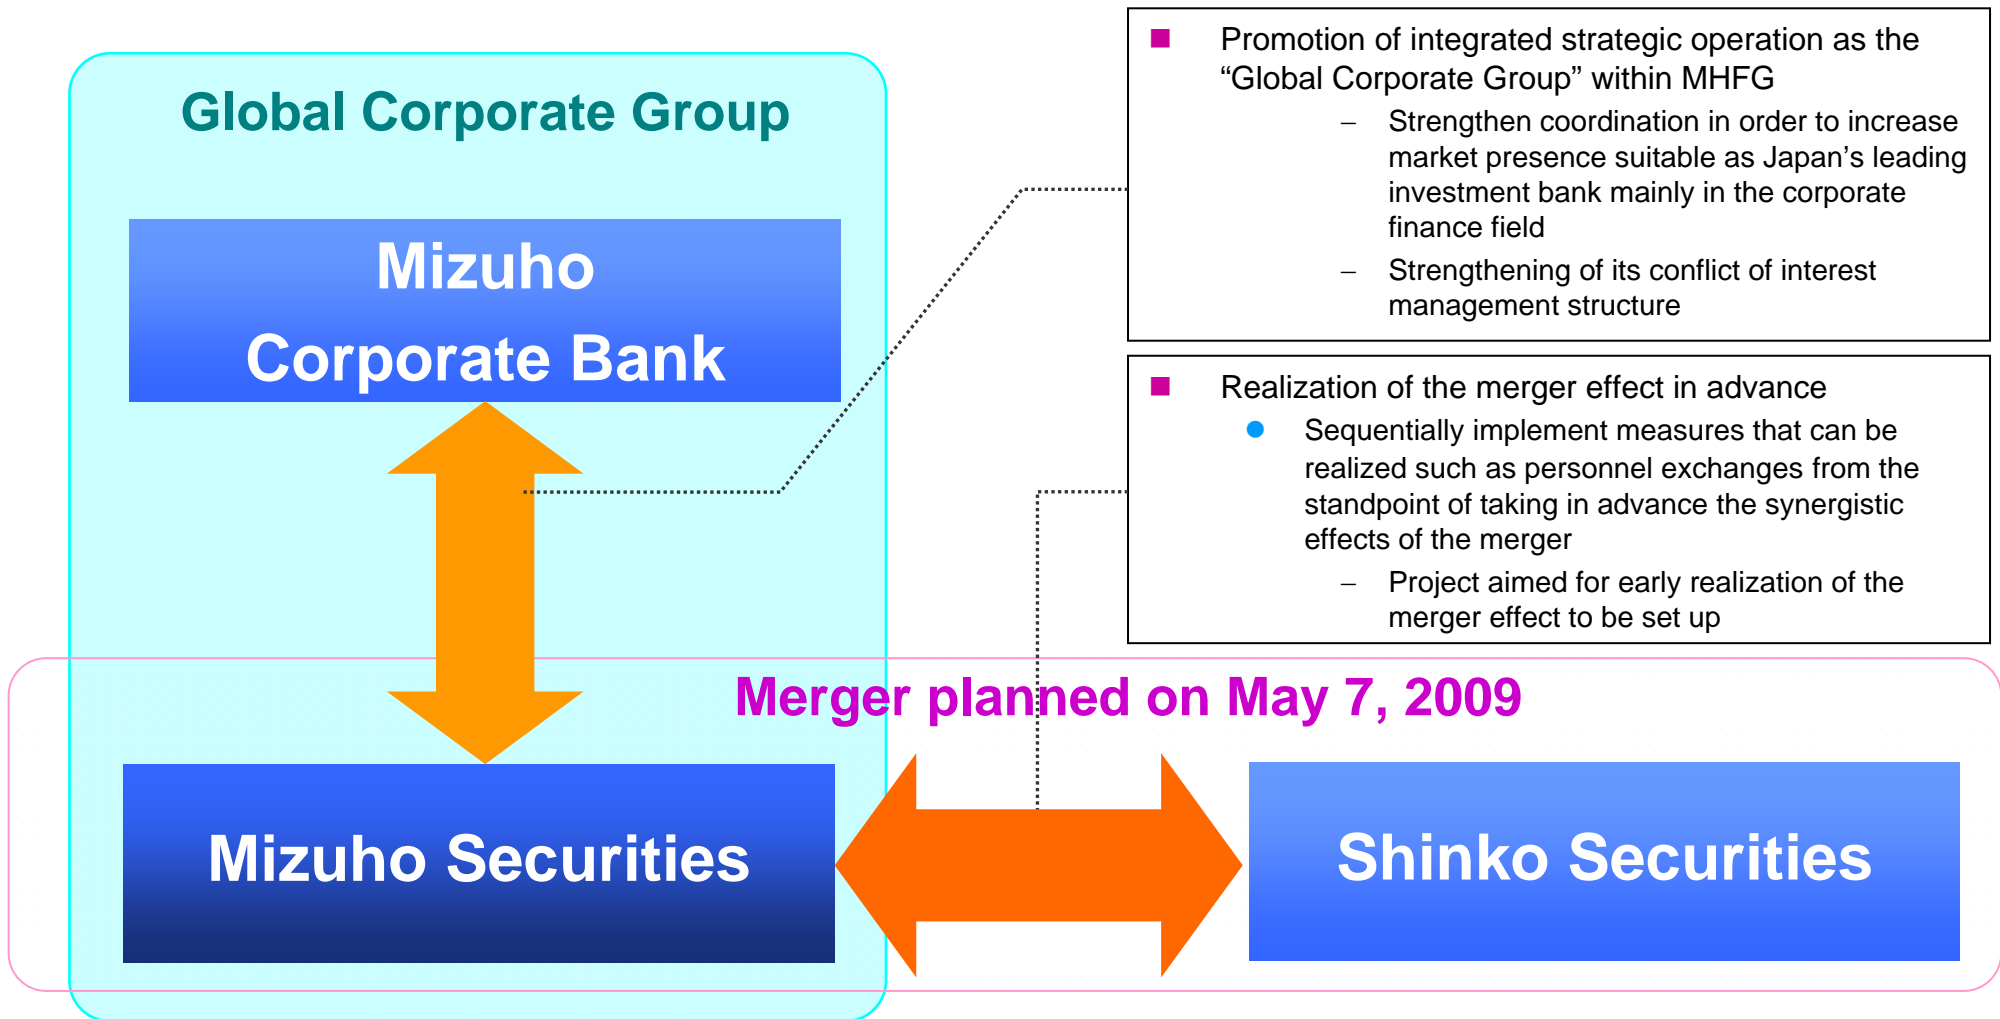 Global Corporate Group
Mizuho
Corporate Bank
■ Promotion of integrated strategic operation as the
“Global Corporate Group” within MHFG
– Strengthen coordination in order to increase
market presence suitable as Japan’s leading
investment bank mainly in the corporate
finance field
– Strengthening of its conflict of interest
management structure
■ Realization of the merger effect in advance
● Sequentially implement measures that can be
realized such as personnel exchanges from the
standpoint of taking in advance the synergistic
effects of the merger
– Project aimed for early realization of the
merger effect to be set up
Merger planned on May 7, 2009
Mizuho Securities
Shinko Securities